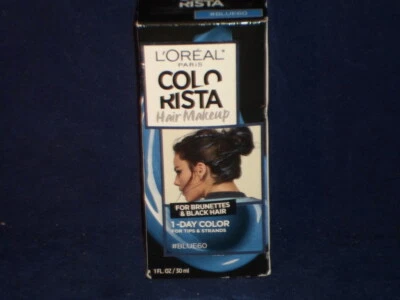 RISTA
#BLUE60
L'ORÉAL
PARIS
COLO
RISTA
Hair Makeup
FOR BRUNETTES
& BLACK HAIR
1-DAY COLOR
FOR TIPS & STRANDS
#BLUE60
1 FL. OZ / 30 ml